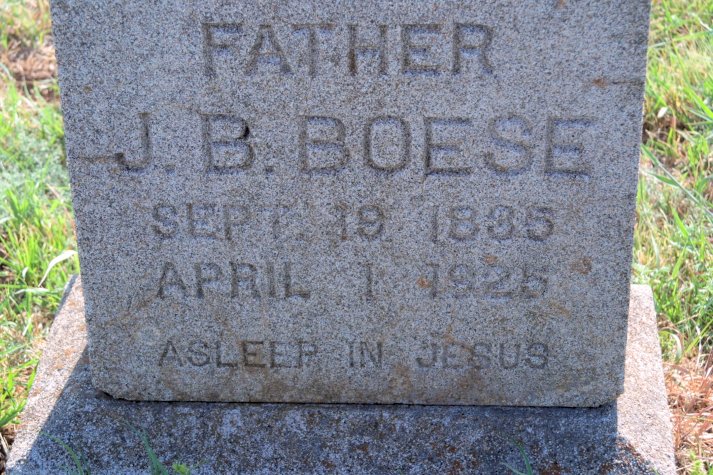 FATHER
J. B. BOESE
SEPT. 19, 1835
APRIL 1, 1925
ASLEEP IN JESUS